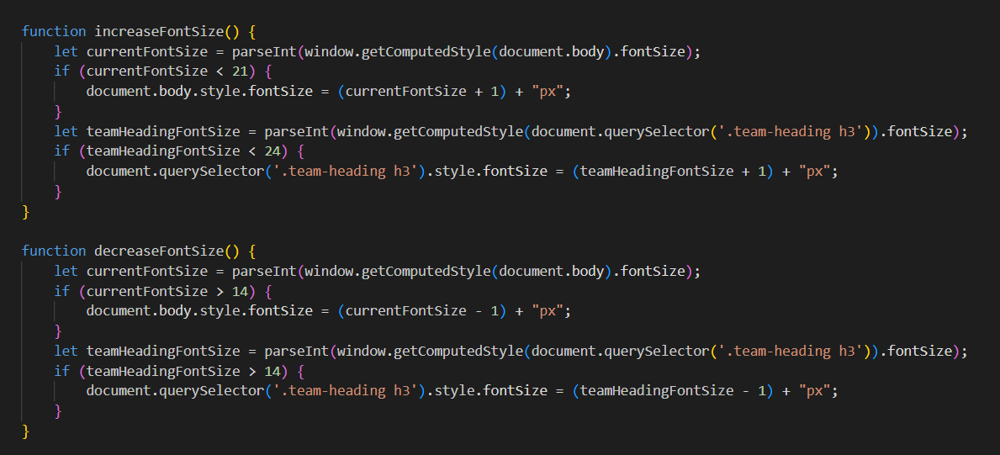 function increaseFontSize() {
    let currentFontSize = parseInt(window.getComputedStyle(document.body).fontSize);
    if (currentFontSize < 21) {
        document.body.style.fontSize = (currentFontSize + 1) + "px";
    }
    let teamHeadingFontSize = parseInt(window.getComputedStyle(document.querySelector('.team-heading h3')).fontSize);
    if (teamHeadingFontSize < 24) {
        document.querySelector('.team-heading h3').style.fontSize = (teamHeadingFontSize + 1) + "px";
    }
}

function decreaseFontSize() {
    let currentFontSize = parseInt(window.getComputedStyle(document.body).fontSize);
    if (currentFontSize > 14) {
        document.body.style.fontSize = (currentFontSize - 1) + "px";
    }
    let teamHeadingFontSize = parseInt(window.getComputedStyle(document.querySelector('.team-heading h3')).fontSize);
    if (teamHeadingFontSize > 14) {
        document.querySelector('.team-heading h3').style.fontSize = (teamHeadingFontSize - 1) + "px";
    }
}